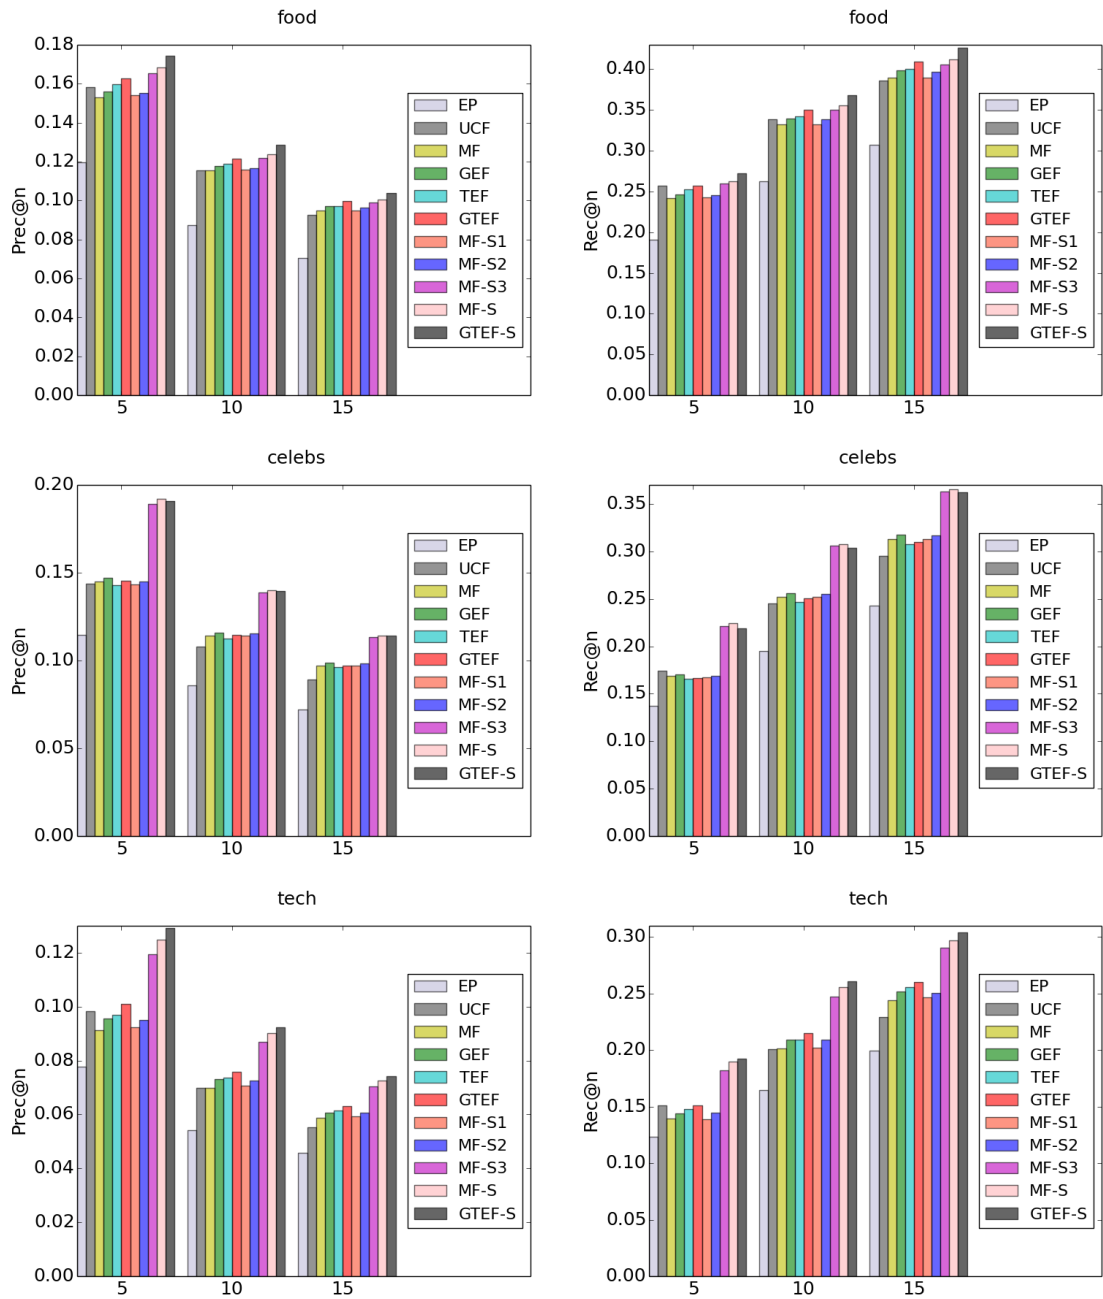 food
Prec@n
0.18
0.16
0.14
0.12
0.10
0.08
0.06
0.04
0.02
0.00
5
10
15
EP
UCF
MF
GEF
TEF
GTEF
MF-S1
MF-S2
MF-S3
MF-S
GTEF-S
food
Rec@n
0.40
0.35
0.30
0.25
0.20
0.15
0.10
0.05
0.00
5
10
15
EP
UCF
MF
GEF
TEF
GTEF
MF-S1
MF-S2
MF-S3
MF-S
GTEF-S
celebs
Prec@n
0.20
0.15
0.10
0.05
0.00
5
10
15
EP
UCF
MF
GEF
TEF
GTEF
MF-S1
MF-S2
MF-S3
MF-S
GTEF-S
celebs
Rec@n
0.35
0.30
0.25
0.20
0.15
0.10
0.05
0.00
5
10
15
EP
UCF
MF
GEF
TEF
GTEF
MF-S1
MF-S2
MF-S3
MF-S
GTEF-S
tech
Prec@n
0.12
0.10
0.08
0.06
0.04
0.02
0.00
5
10
15
EP
UCF
MF
GEF
TEF
GTEF
MF-S1
MF-S2
MF-S3
MF-S
GTEF-S
tech
Rec@n
0.30
0.25
0.20
0.15
0.10
0.05
0.00
5
10
15
EP
UCF
MF
GEF
TEF
GTEF
MF-S1
MF-S2
MF-S3
MF-S
GTEF-S